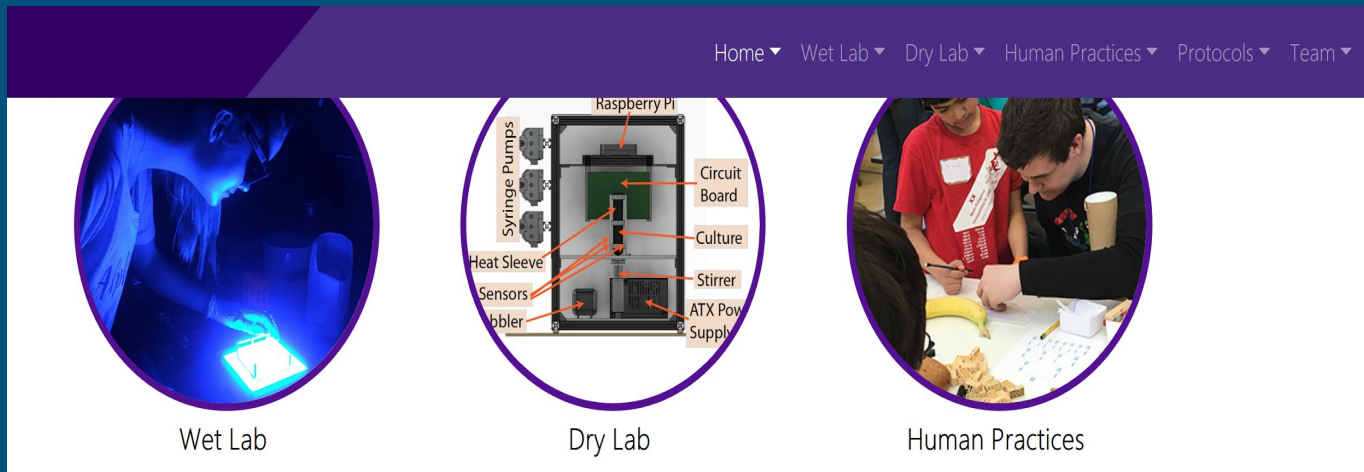 Home Wet Lab Dry Lab Human Practices Protocols Team
Raspberry Pi
Syringe Pumps
Circuit
Board
Culture
Heat Sleeve
Stirrer
Sensors
bbler
ATX Pow
Supply
XX
Wet Lab
Dry Lab
Human Practices